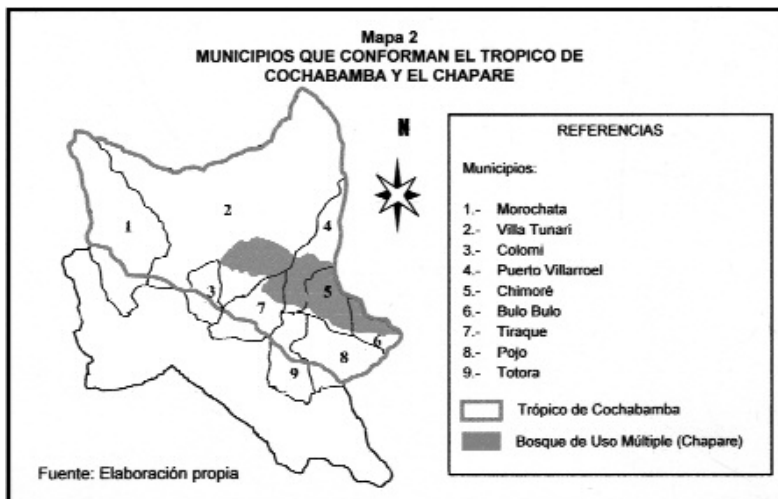 Mapa 2
MUNICIPIOS QUE CONFORMAN EL TROPICO DE
COCHABAMBA Y EL CHAPARE
N
1
2
4
3
5
7
6
8
9
REFERENCIAS
Municipios:
1.- Morochata
2.- Villa Tunari
3.- Colomi
4.- Puerto Villarroel
5.- Chimoré
6.- Bulo Bulo
7.- Tiraque
8.- Pojo
9.- Totora
Trópico de Cochabamba
Bosque de Uso Múltiple (Chapare)
Fuente: Elaboración propia